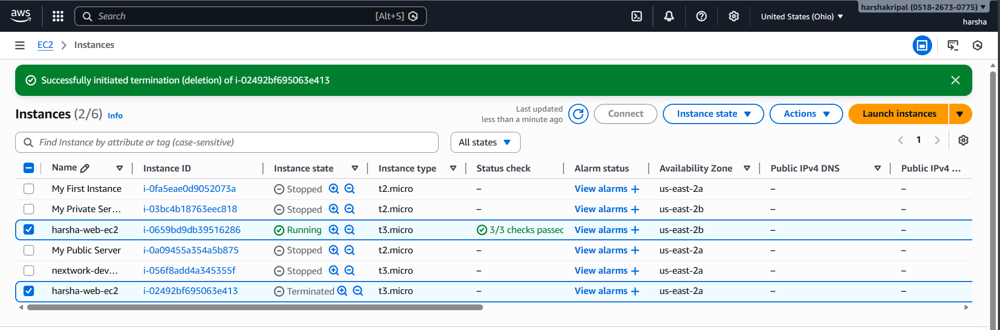 aws
Search [Alt+S]
United States (Ohio)
harshakripal (0518-2673-0775)
harsha
EC2 Instances
Successfully initiated termination (deletion) of i-02492bf695063e413
Instances (2/6) Info
Last updated
less than a minute ago
Connect Instance state Actions Launch instances
Find Instance by attribute or tag (case-sensitive) All states 1
Name Instance ID Instance state Instance type Status check Alarm status Availability Zone Public IPv4 DNS Public IPv4 ...
My First Instance i-0fa5eae0d9052073a Stopped t2.micro – View alarms + us-east-2a – –
My Private Ser... i-03bc4b18763eec818 Stopped t2.micro – View alarms + us-east-2b – –
harsha-web-ec2 i-0659bd9db39516286 Running t3.micro 3/3 checks passec View alarms + us-east-2b – –
My Public Server i-0a09455a354a5b875 Stopped t2.micro – View alarms + us-east-2a – –
nextwork-dev... i-056f8add4a345355f Stopped t3.micro – View alarms + us-east-2a – –
harsha-web-ec2 i-02492bf695063e413 Terminated t3.micro – View alarms + us-east-2a – –